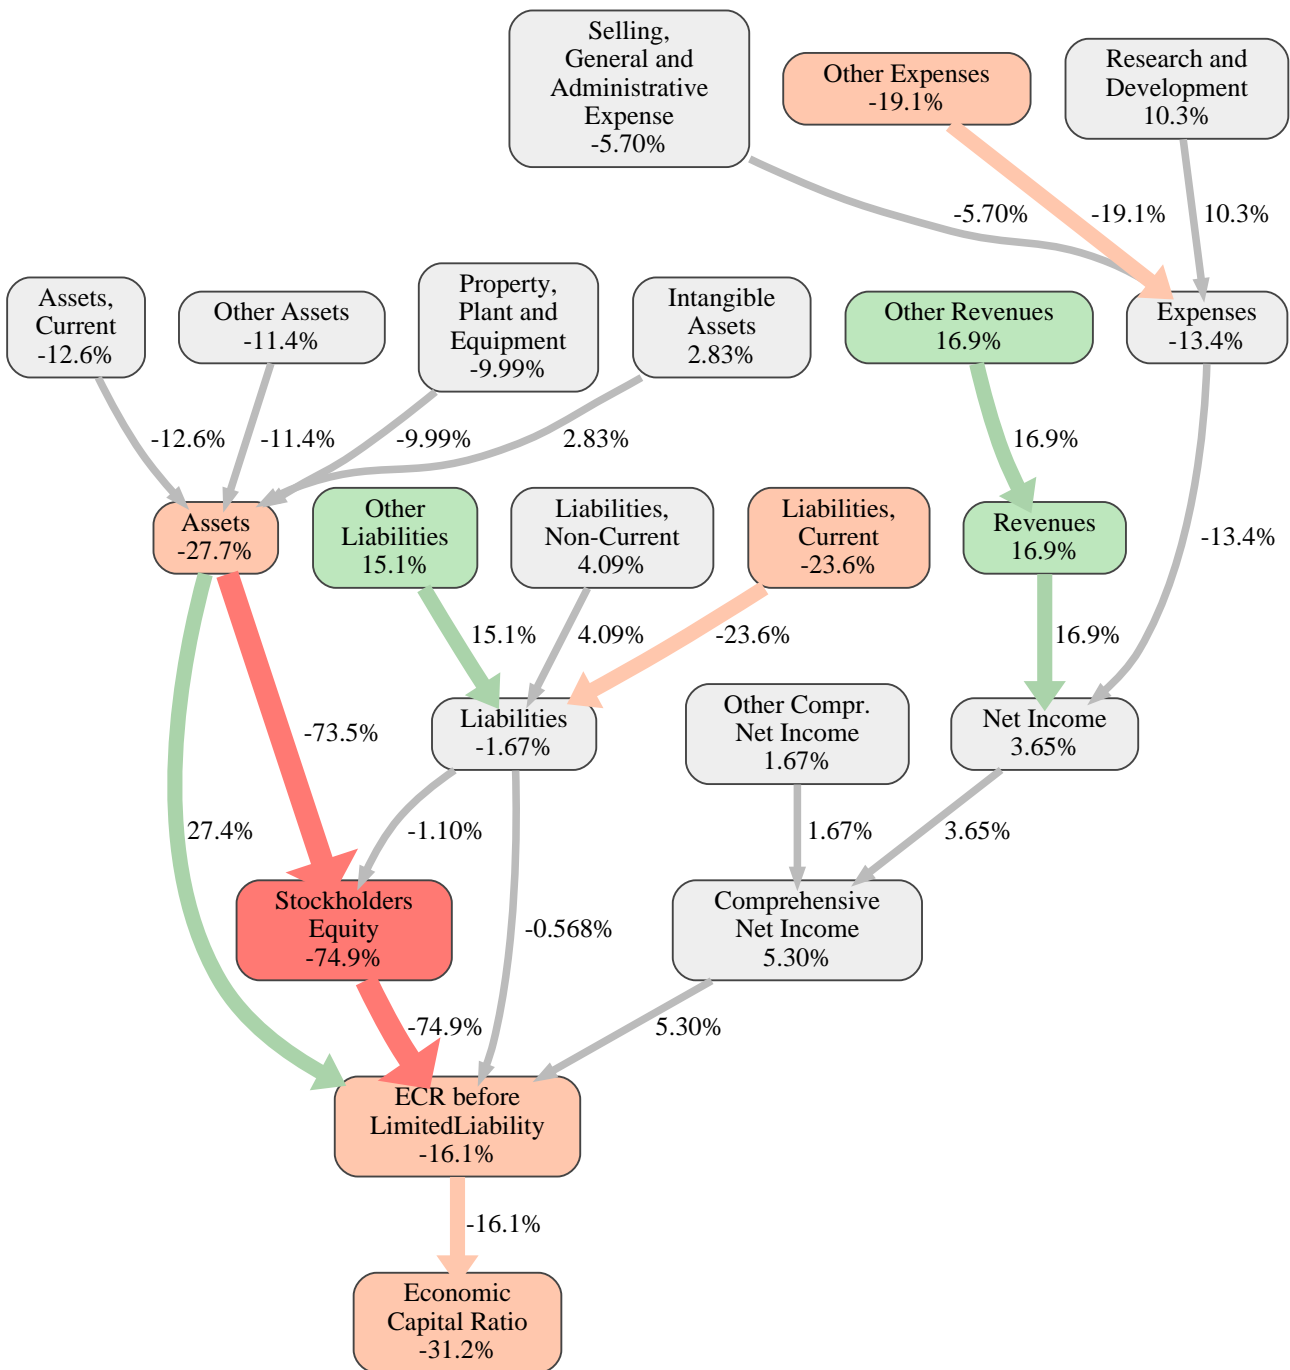 Selling,
General and
Administrative
Expense
-5.70%
Other Expenses
-19.1%
Research and
Development
10.3%
-5.70%
-19.1%
10.3%
Assets,
Current
-12.6%
Other Assets
-11.4%
Property,
Plant and
Equipment
-9.99%
Intangible
Assets
2.83%
Other Revenues
16.9%
Expenses
-13.4%
-12.6%
-11.4%
-9.99%
2.83%
16.9%
Assets
-27.7%
Other
Liabilities
15.1%
Liabilities,
Non-Current
4.09%
Liabilities,
Current
-23.6%
Revenues
16.9%
-13.4%
15.1%
4.09%
-23.6%
16.9%
Liabilities
-1.67%
Other Compr.
Net Income
1.67%
Net Income
3.65%
-73.5%
27.4%
-1.10%
1.67%
3.65%
Stockholders
Equity
-74.9%
-0.568%
Comprehensive
Net Income
5.30%
-74.9%
5.30%
ECR before
LimitedLiability
-16.1%
-16.1%
Economic
Capital Ratio
-31.2%